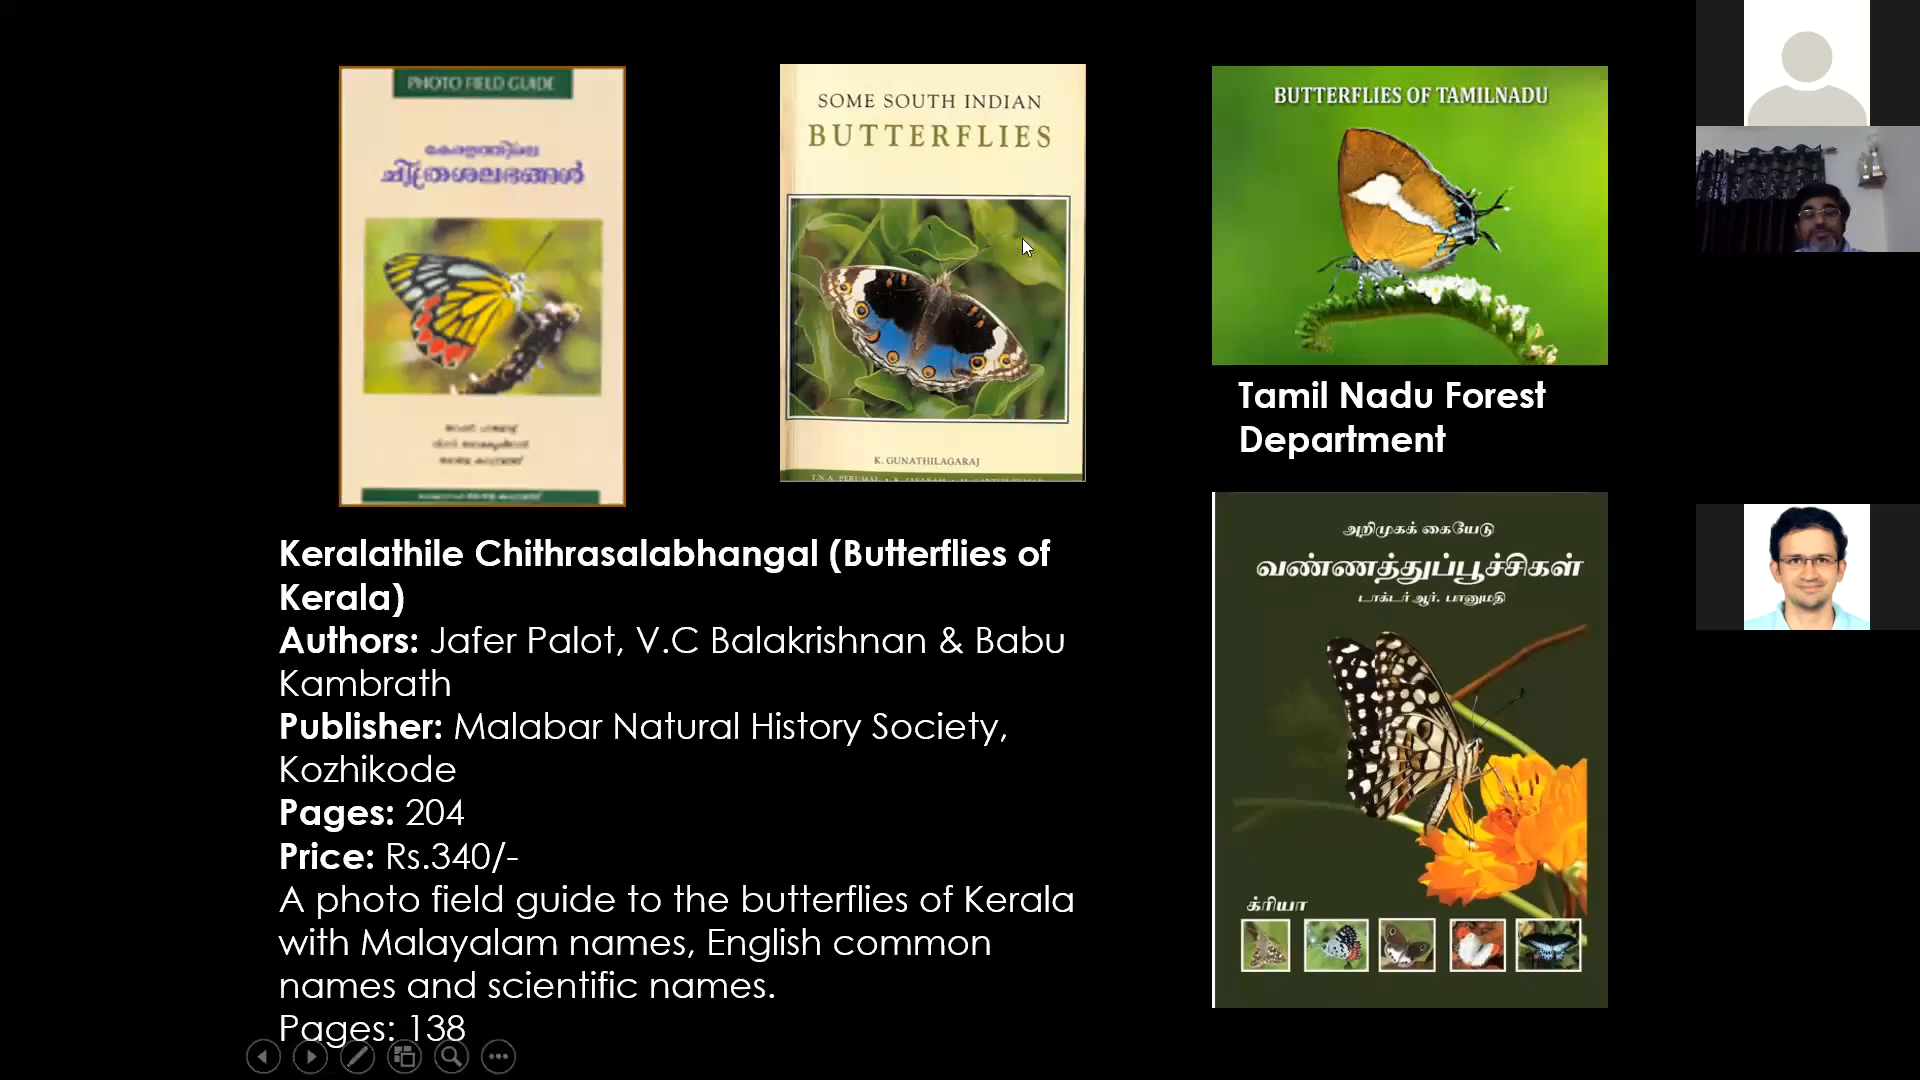 PHOTO FIELD GUIDE
കേരളത്തിലെ
ചിത്രശലഭങ്ങൾ
SOME SOUTH INDIAN
BUTTERFLIES
K. GUNATHILAGARAJ
BUTTERFLIES OF TAMILNADU
Tamil Nadu Forest
Department
Keralathile Chithrasalabhangal (Butterflies of
Kerala)
Authors: Jafer Palot, V.C Balakrishnan & Babu
Kambrath
Publisher: Malabar Natural History Society,
Kozhikode
Pages: 204
Price: Rs.340/-
A photo field guide to the butterflies of Kerala
with Malayalam names, English common
names and scientific names.
Pages: 138
அறிமுகக் கையேடு
வண்ணத்துப்பூச்சிகள்
டாக்டர் ஆர். பானுமதி
க்ரியா